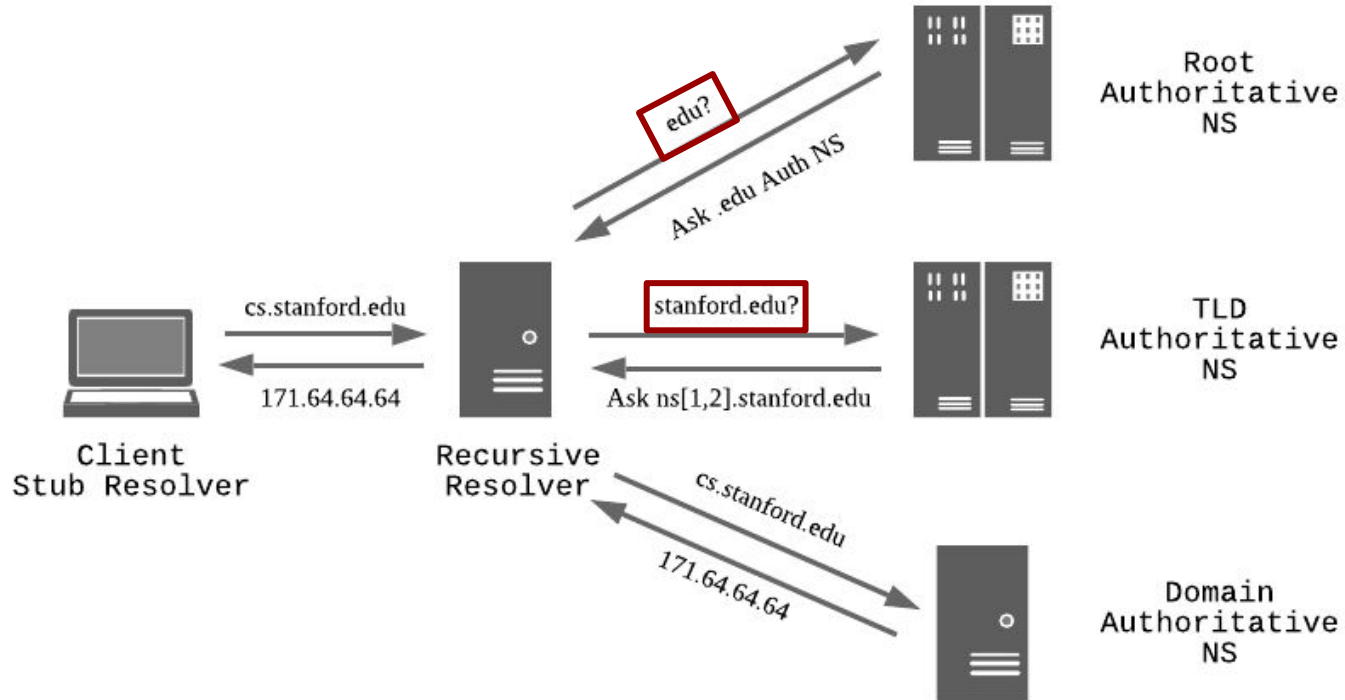 edu?
Ask .edu Auth NS
Root
Authoritative
NS
cs.stanford.edu
171.64.64.64
stanford.edu?
Ask ns[1,2].stanford.edu
TLD
Authoritative
NS
Client
Stub Resolver
Recursive
Resolver
cs.stanford.edu
171.64.64.64
Domain
Authoritative
NS